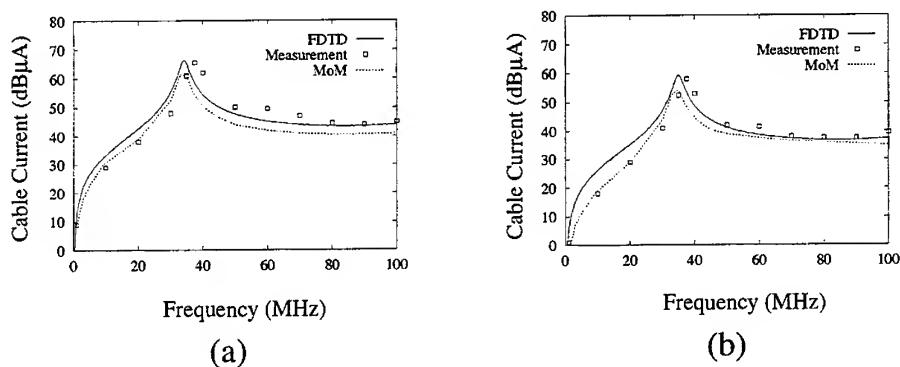 80
70
60
50
40
30
20
10
0
Cable Current (dBµA)
FDTD
Measurement
MoM
0 20 40 60 80 100
Frequency (MHz)
(a)
80
70
60
50
40
30
20
10
0
Cable Current (dBµA)
FDTD
Measurement
MoM
0 20 40 60 80 100
Frequency (MHz)
(b)